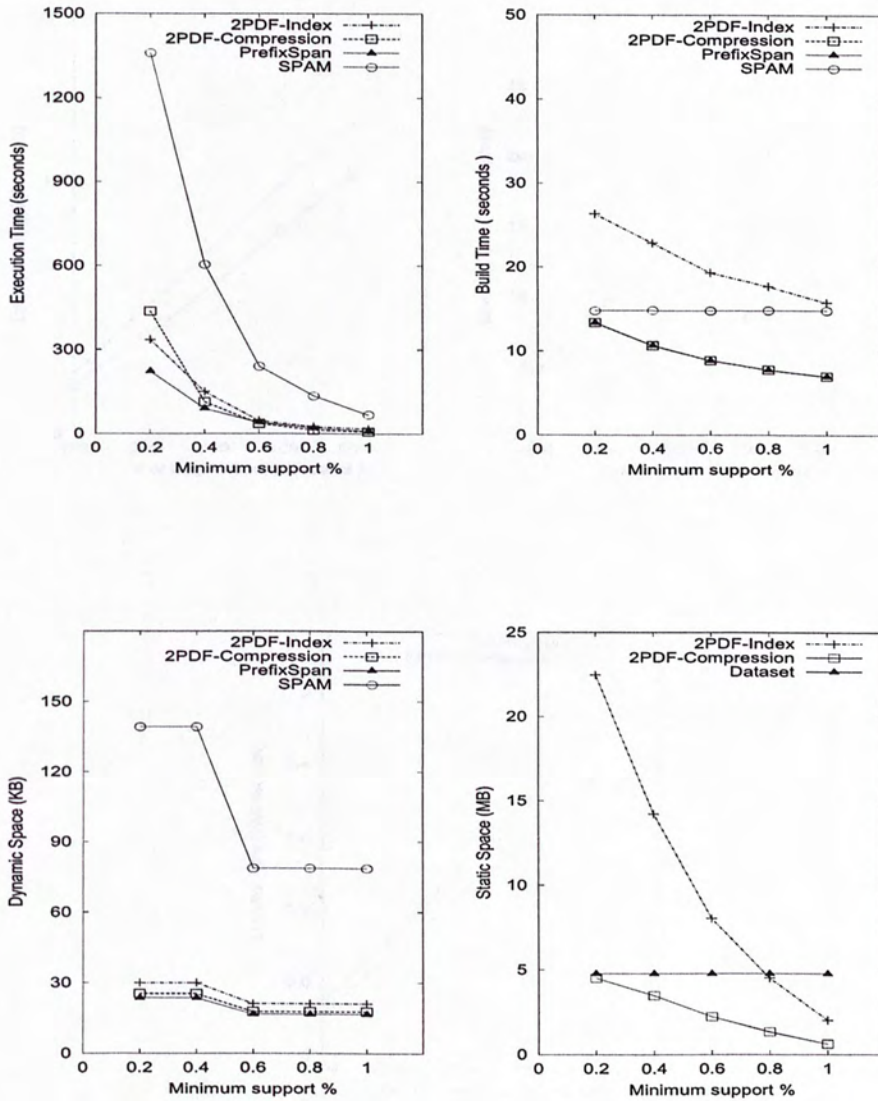 Execution Time (seconds)
1500
1200
900
600
300
0
0
0.2
0.4
0.6
0.8
1
Minimum support %
2PDF-Index
2PDF-Compression
PrefixSpan
SPAM
Build Time ( seconds )
50
40
30
20
10
0
0
0.2
0.4
0.6
0.8
1
Minimum support %
2PDF-Index
2PDF-Compression
PrefixSpan
SPAM
Dynamic Space (KB)
150
120
90
60
30
0
0
0.2
0.4
0.6
0.8
1
Minimum support %
2PDF-Index
2PDF-Compression
PrefixSpan
SPAM
Static Space (MB)
25
20
15
10
5
0
0
0.2
0.4
0.6
0.8
1
Minimum support %
2PDF-Index
2PDF-Compression
Dataset